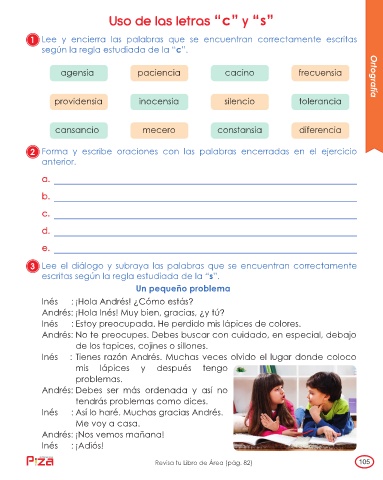 Uso de las letras “c” y “s”
1 Lee y encierra las palabras que se encuentran correctamente escritas
según la regla estudiada de la “c”.
agensia paciencia cacino frecuensia
providensia inocensia silencio tolerancia
cansancio mecero constansia diferencia
2 Forma y escribe oraciones con las palabras encerradas en el ejercicio
anterior.
a.
b.
c.
d.
e.
3 Lee el diálogo y subraya las palabras que se encuentran correctamente
escritas según la regla estudiada de la “s”.
Un pequeño problema
Inés : ¡Hola Andrés! ¿Cómo estás?
Andrés: ¡Hola Inés! Muy bien, gracias, ¿y tú?
Inés : Estoy preocupada. He perdido mis lápices de colores.
Andrés: No te preocupes. Debes buscar con cuidado, en especial, debajo
de los tapices, cojines o sillones.
Inés : Tienes razón Andrés. Muchas veces olvido el lugar donde coloco
mis lápices y después tengo
problemas.
Andrés: Debes ser más ordenada y así no
tendrás problemas como dices.
Inés : Así lo haré. Muchas gracias Andrés.
Me voy a casa.
Andrés: ¡Nos vemos mañana!
Inés : ¡Adiós!
Ortografía
Revisa tu Libro de Área (pág. 82)
105